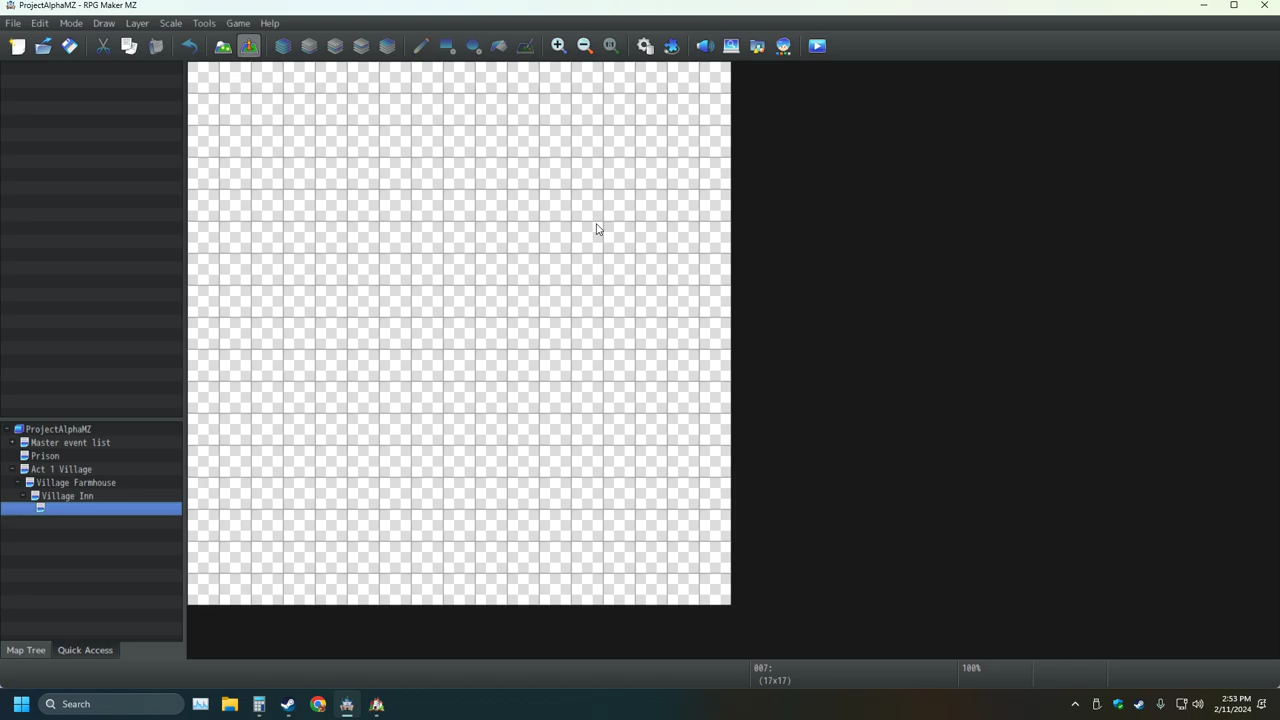 ProjectAlphaMZ - RPG Maker MZ
File Edit Mode Draw Layer Scale Tools Game Help
ProjectAlphaMZ
Master event list
Prison
Act 1 Village
Village Farmhouse
Village Inn
Map Tree Quick Access
007: 100%
(17x17)
Search
2:53 PM
2/11/2024